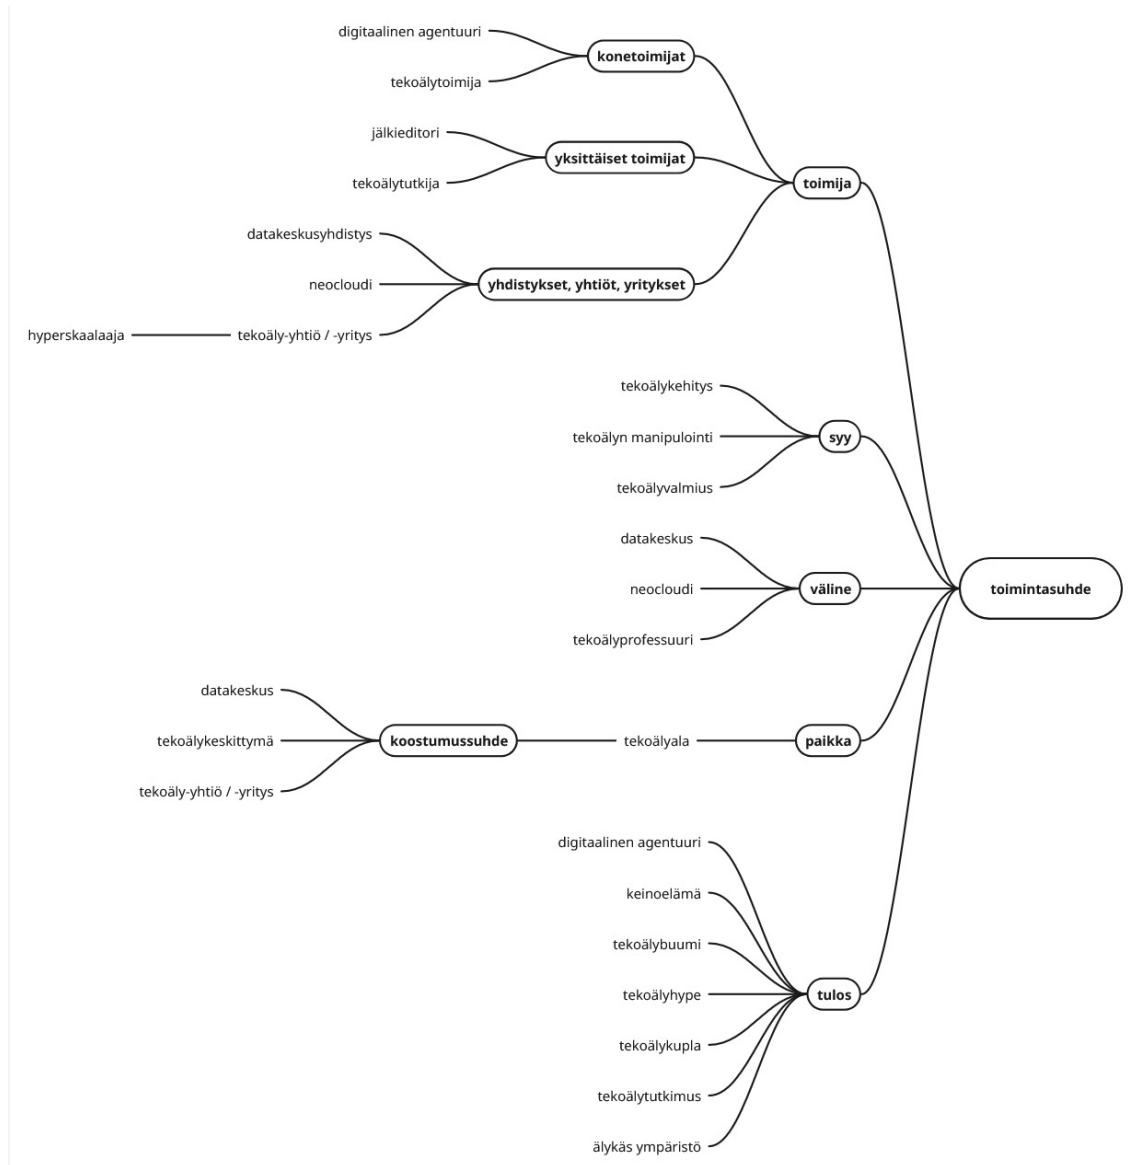 digitaalinen agentuuri
konetoimijat
tekoälytoimija
jälkieditori
yksittäiset toimijat
tekoälytutkija
toimija
datakeskusyhdistys
neocloudi
yhdistykset, yhtiöt, yritykset
hyperskaalaaja
tekoäly-yhtiö / -yritys
tekoälykehitys
tekoälyn manipulointi
syy
tekoälyvalmius
datakeskus
neocloudi
väline
toimintasuhde
tekoälyprofessuuri
datakeskus
tekoälykeskittymä
koostumussuhde
tekoälyala
paikka
tekoäly-yhtiö / -yritys
digitaalinen agentuuri
keinoelämä
tekoälybuumi
tekoälyhype
tulos
tekoälykupla
tekoälytutkimus
älykäs ympäristö